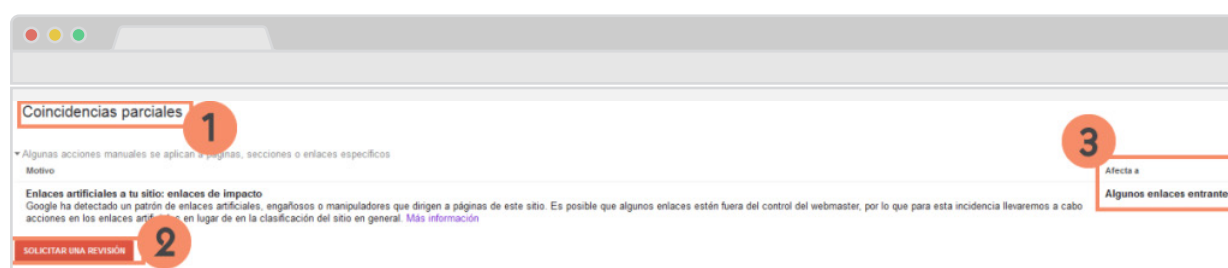 Coincidencias parciales
1
3
Algunas acciones manuales se aplican a páginas, secciones o enlaces específicos
Motivo
Afecta a
Enlaces artificiales a tu sitio: enlaces de impacto
Algunos enlaces entrante
Google ha detectado un patrón de enlaces artificiales, engañosos o manipuladores que dirigen a páginas de este sitio. Es posible que algunos enlaces estén fuera del control del webmaster, por lo que para esta incidencia llevaremos a cabo
acciones en los enlaces artificiales en lugar de en la clasificación del sitio en general. Más información
SOLICITAR UNA REVISIÓN
2